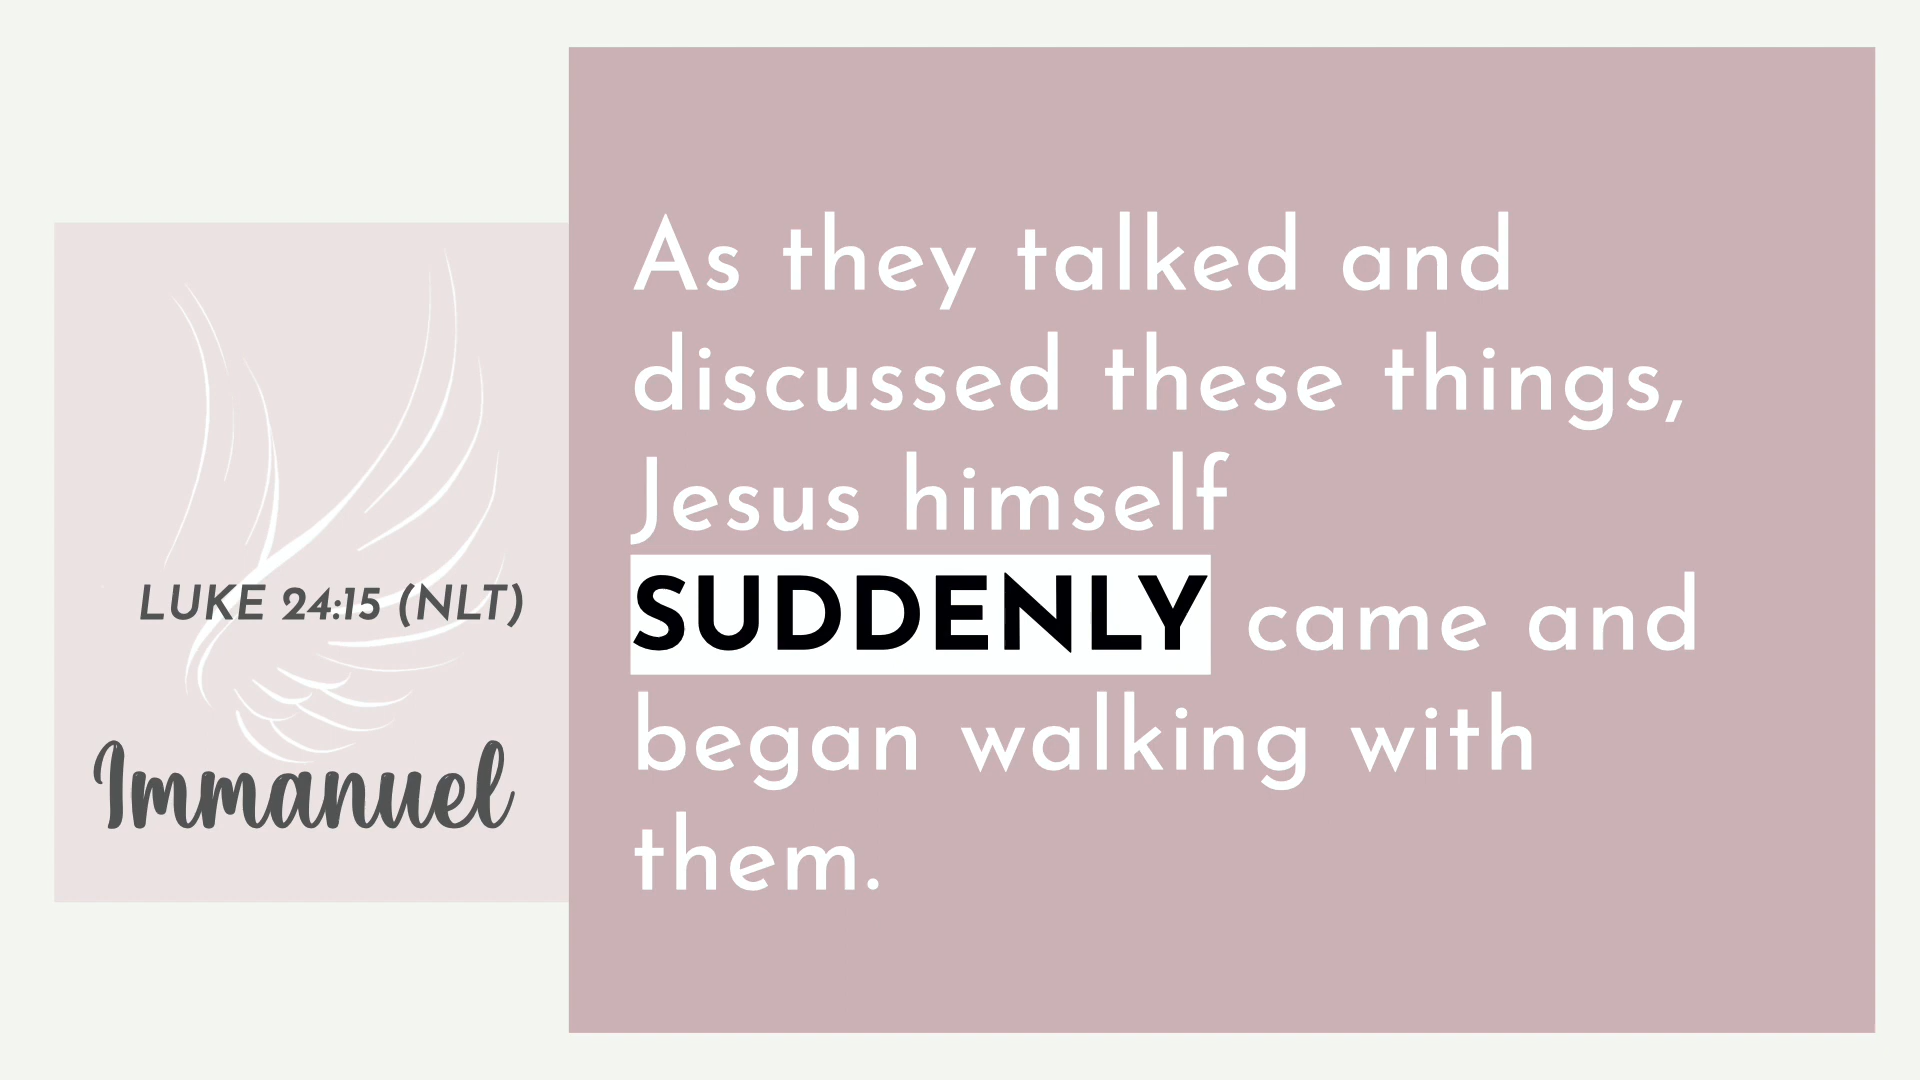 LUKE 24:15 (NLT)
Immanuel
As they talked and
discussed these things,
Jesus himself
SUDDENLY came and
began walking with
them.